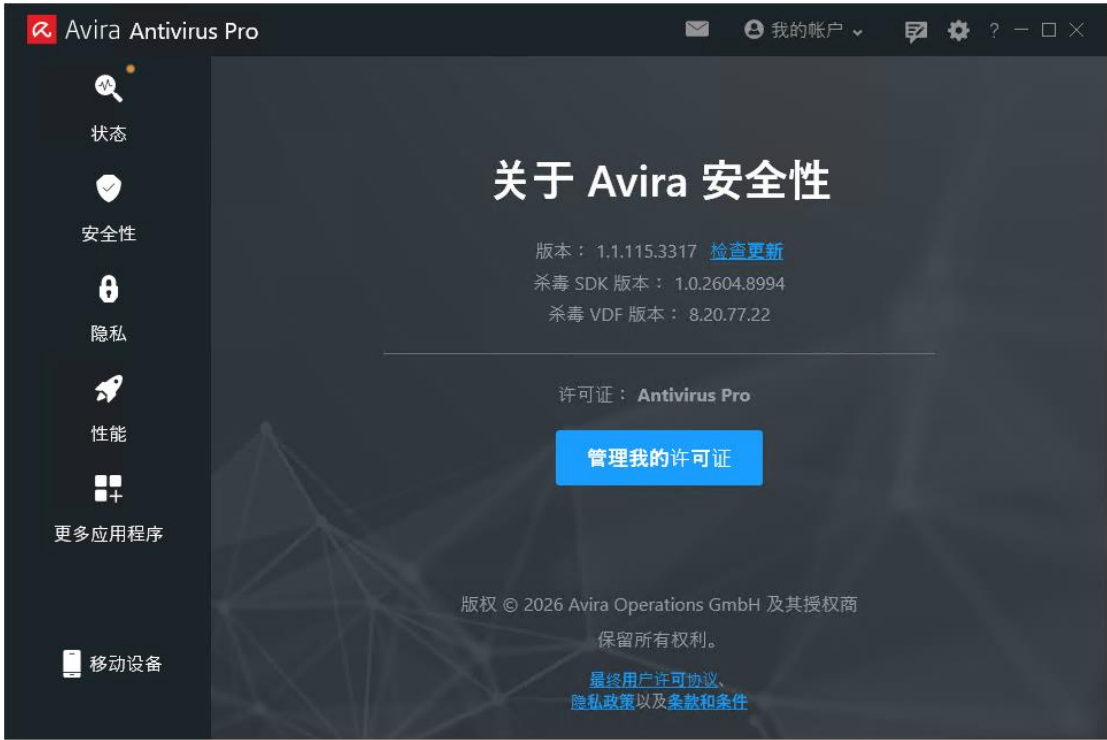 Avira Antivirus Pro
我的帐户
?
状态
安全性
隐私
性能
更多应用程序
移动设备
关于 Avira 安全性
版本： 1.1.115.3317 检查更新
杀毒 SDK 版本： 1.0.2604.8994
杀毒 VDF 版本： 8.20.77.22
许可证： Antivirus Pro
管理我的许可证
版权 © 2026 Avira Operations GmbH 及其授权商
保留所有权利。
最终用户许可协议、
隐私政策以及条款和条件